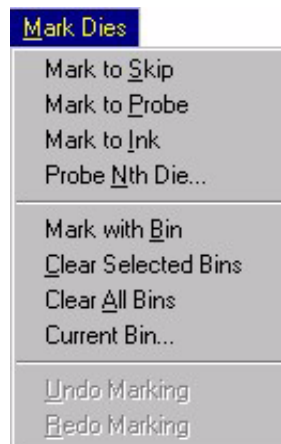 Mark Dies
Mark to Skip
Mark to Probe
Mark to Ink
Probe Nth Die...
Mark with Bin
Clear Selected Bins
Clear All Bins
Current Bin...
Undo Marking
Redo Marking